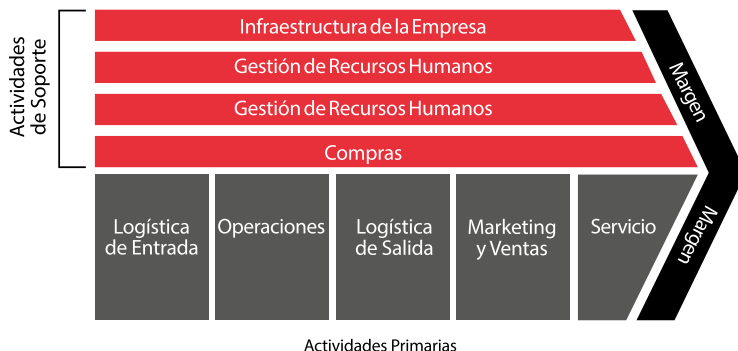 Actividades
de Soporte
Infraestructura de la Empresa
Gestión de Recursos Humanos
Gestión de Recursos Humanos
Compras
Margen
Margen
Logística
de Entrada
Operaciones
Logística
de Salida
Marketing
y Ventas
Servicio
Actividades Primarias